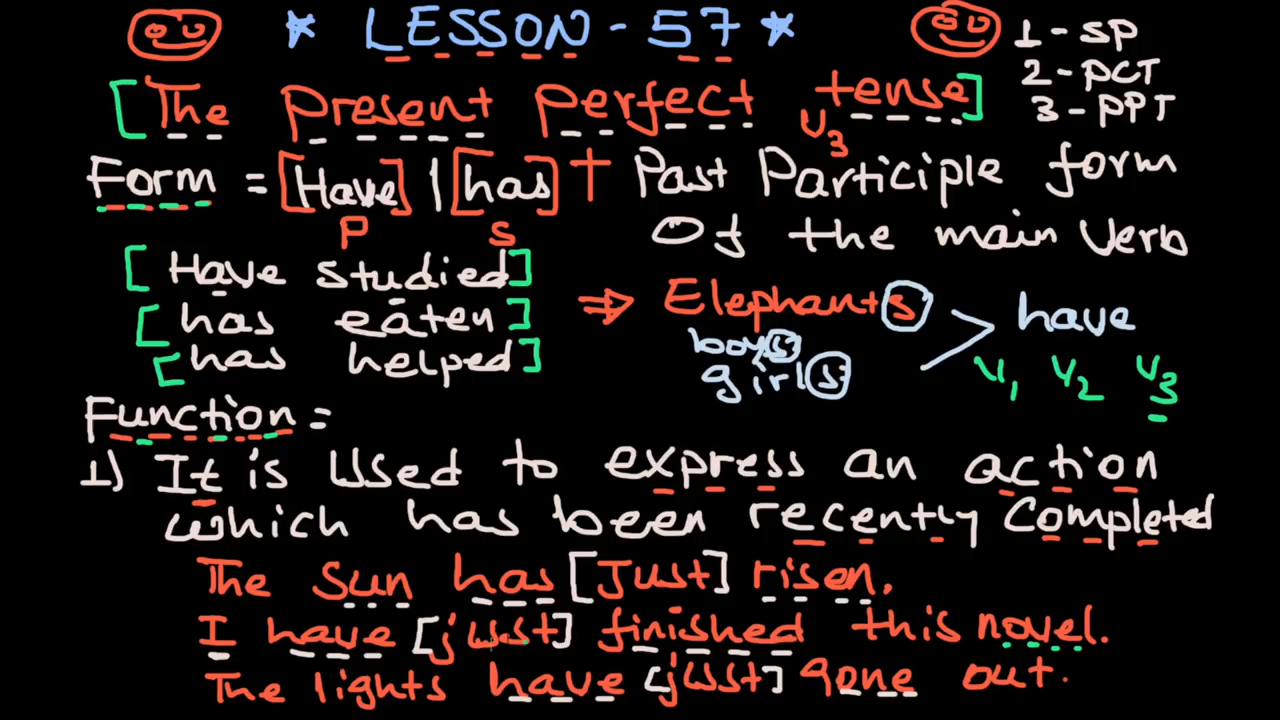 * LESSON - 57 *
1 - SP
2 - PCT
3 - PPT
[The present perfect tense]
V3
Form = [Have] | [has] + Past Participle form
P S
Of the main Verb
[Have studied]
[has eaten]
[has helped]
⇒ Elephants
boys
girls
> have
V1 V2 V3
Function =
1) It is Used to express an action
which has been recently Completed
The Sun has [Just] risen.
I have [just] finished this novel.
The lights have [just] gone out.